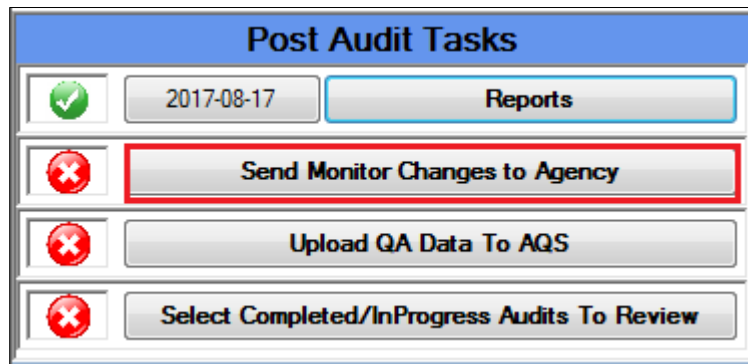 Post Audit Tasks
2017-08-17 Reports
Send Monitor Changes to Agency
Upload QA Data To AQS
Select Completed/InProgress Audits To Review